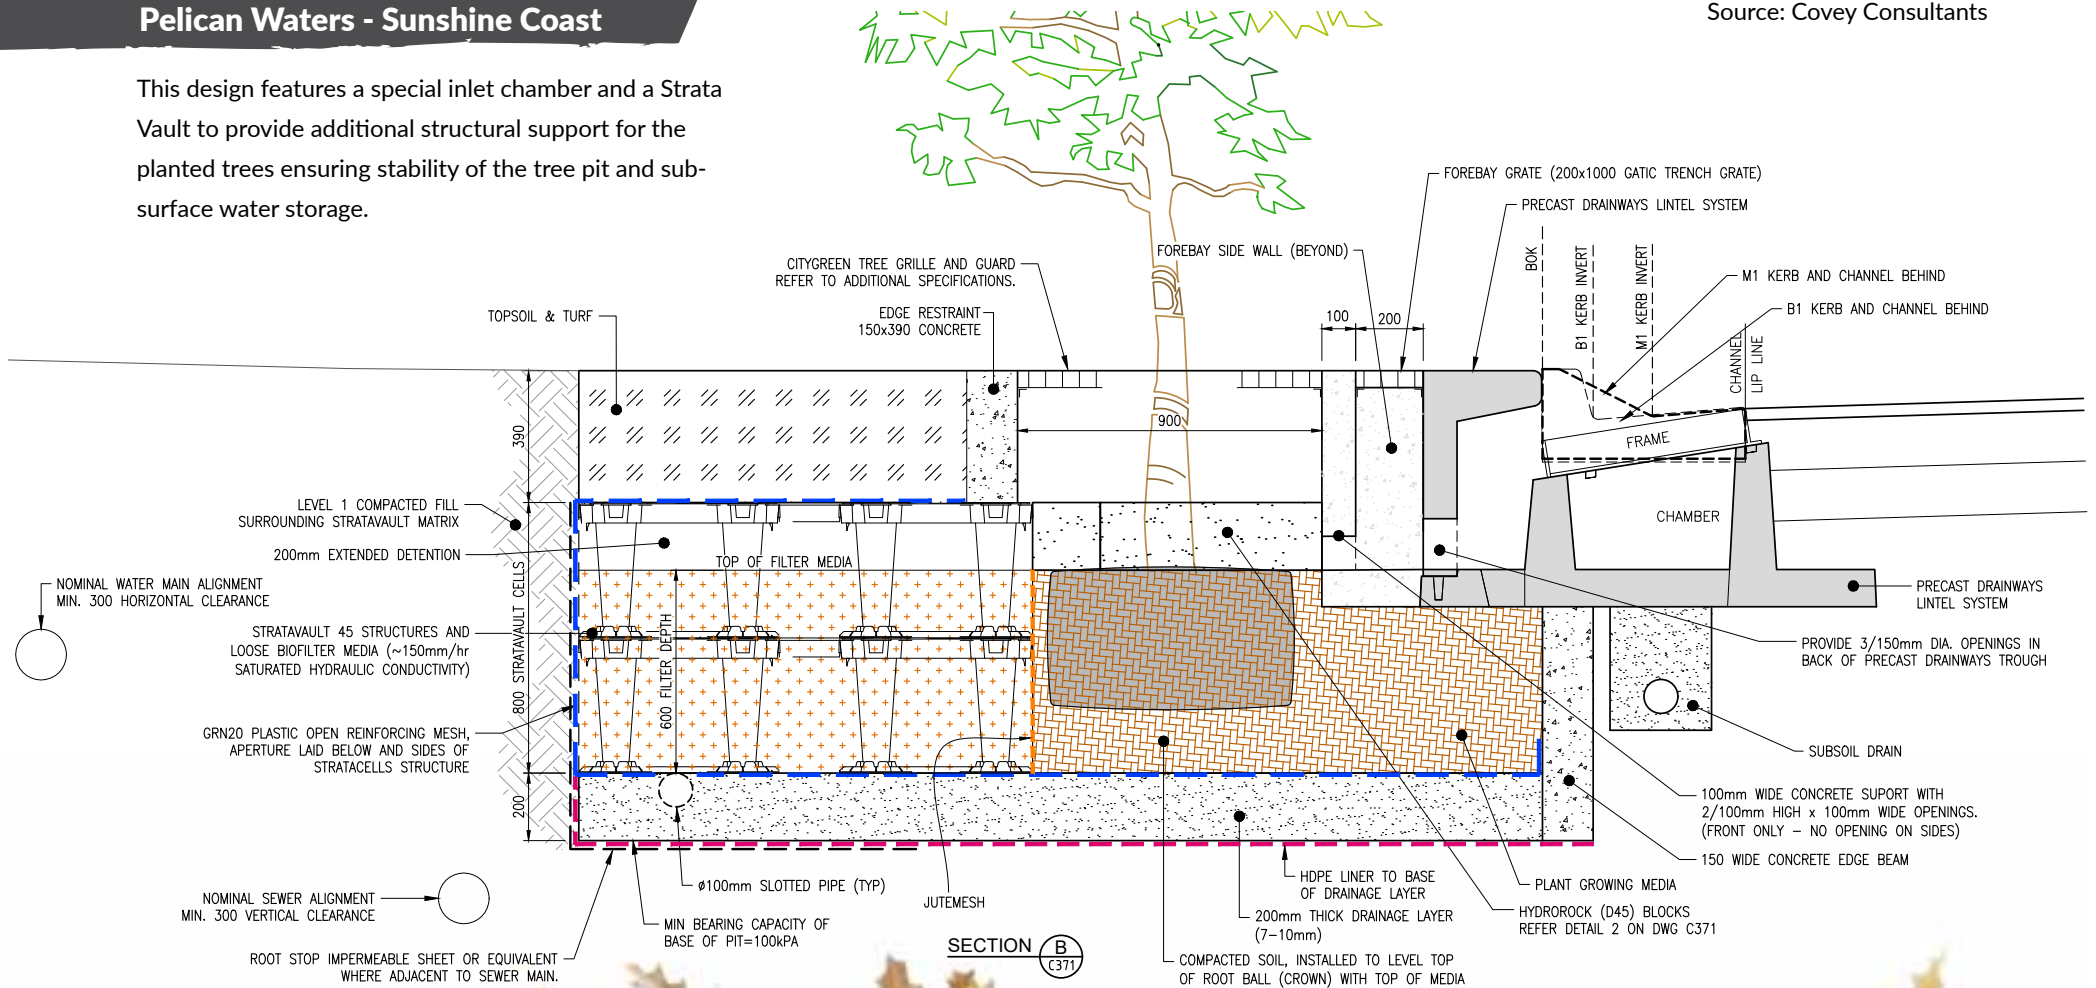 Pelican Waters - Sunshine Coast
Source: Covey Consultants
This design features a special inlet chamber and a Strata
Vault to provide additional structural support for the
planted trees ensuring stability of the tree pit and sub-
surface water storage.
FOREBAY GRATE (200x1000 GATIC TRENCH GRATE)
PRECAST DRAINWAYS LINTEL SYSTEM
FOREBAY SIDE WALL (BEYOND)
CITYGREEN TREE GRILLE AND GUARD
REFER TO ADDITIONAL SPECIFICATIONS.
EDGE RESTRAINT
150x390 CONCRETE
TOPSOIL & TURF
BOK
B1 KERB INVERT
M1 KERB INVERT
CHANNEL
LIP LINE
M1 KERB AND CHANNEL BEHIND
B1 KERB AND CHANNEL BEHIND
100
200
900
390
FRAME
CHAMBER
LEVEL 1 COMPACTED FILL
SURROUNDING STRATAVAULT MATRIX
200mm EXTENDED DETENTION
TOP OF FILTER MEDIA
NOMINAL WATER MAIN ALIGNMENT
MIN. 300 HORIZONTAL CLEARANCE
STRATAVAULT 45 STRUCTURES AND
LOOSE BIOFILTER MEDIA (~150mm/hr
SATURATED HYDRAULIC CONDUCTIVITY)
800 STRATAVAULT CELLS
600 FILTER DEPTH
GRN20 PLASTIC OPEN REINFORCING MESH,
APERTURE LAID BELOW AND SIDES OF
STRATACELLS STRUCTURE
200
PRECAST DRAINWAYS
LINTEL SYSTEM
PROVIDE 3/150mm DIA. OPENINGS IN
BACK OF PRECAST DRAINWAYS TROUGH
SUBSOIL DRAIN
100mm WIDE CONCRETE SUPORT WITH
2/100mm HIGH x 100mm WIDE OPENINGS.
(FRONT ONLY - NO OPENING ON SIDES)
150 WIDE CONCRETE EDGE BEAM
NOMINAL SEWER ALIGNMENT
MIN. 300 VERTICAL CLEARANCE
ø100mm SLOTTED PIPE (TYP)
JUTEMESH
HDPE LINER TO BASE
OF DRAINAGE LAYER
PLANT GROWING MEDIA
MIN BEARING CAPACITY OF
BASE OF PIT=100kPA
200mm THICK DRAINAGE LAYER
(7-10mm)
HYDROROCK (D45) BLOCKS
REFER DETAIL 2 ON DWG C371
ROOT STOP IMPERMEABLE SHEET OR EQUIVALENT
WHERE ADJACENT TO SEWER MAIN.
SECTION B
C371
COMPACTED SOIL, INSTALLED TO LEVEL TOP
OF ROOT BALL (CROWN) WITH TOP OF MEDIA